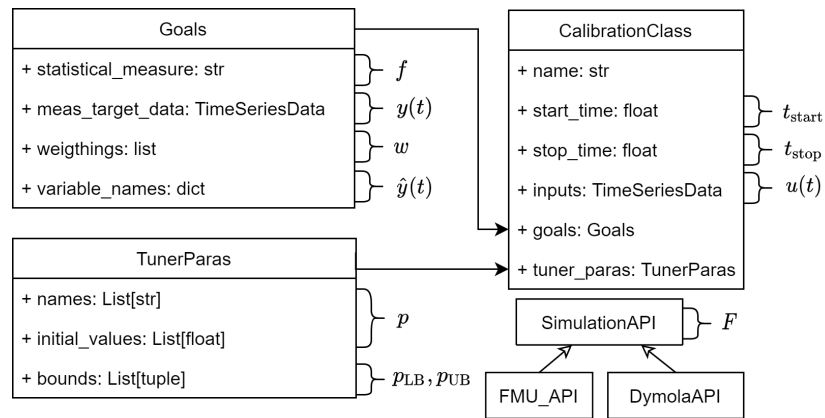 Goals
+ statistical_measure: str
f
+ meas_target_data: TimeSeriesData
y(t)
+ weigthings: list
w
+ variable_names: dict
ŷ(t)
CalibrationClass
+ name: str
+ start_time: float
t_start
+ stop_time: float
t_stop
+ inputs: TimeSeriesData
u(t)
+ goals: Goals
+ tuner_paras: TunerParas
TunerParas
+ names: List[str]
+ initial_values: List[float]
p
+ bounds: List[tuple]
p_LB, p_UB
SimulationAPI
F
FMU_API
DymolaAPI